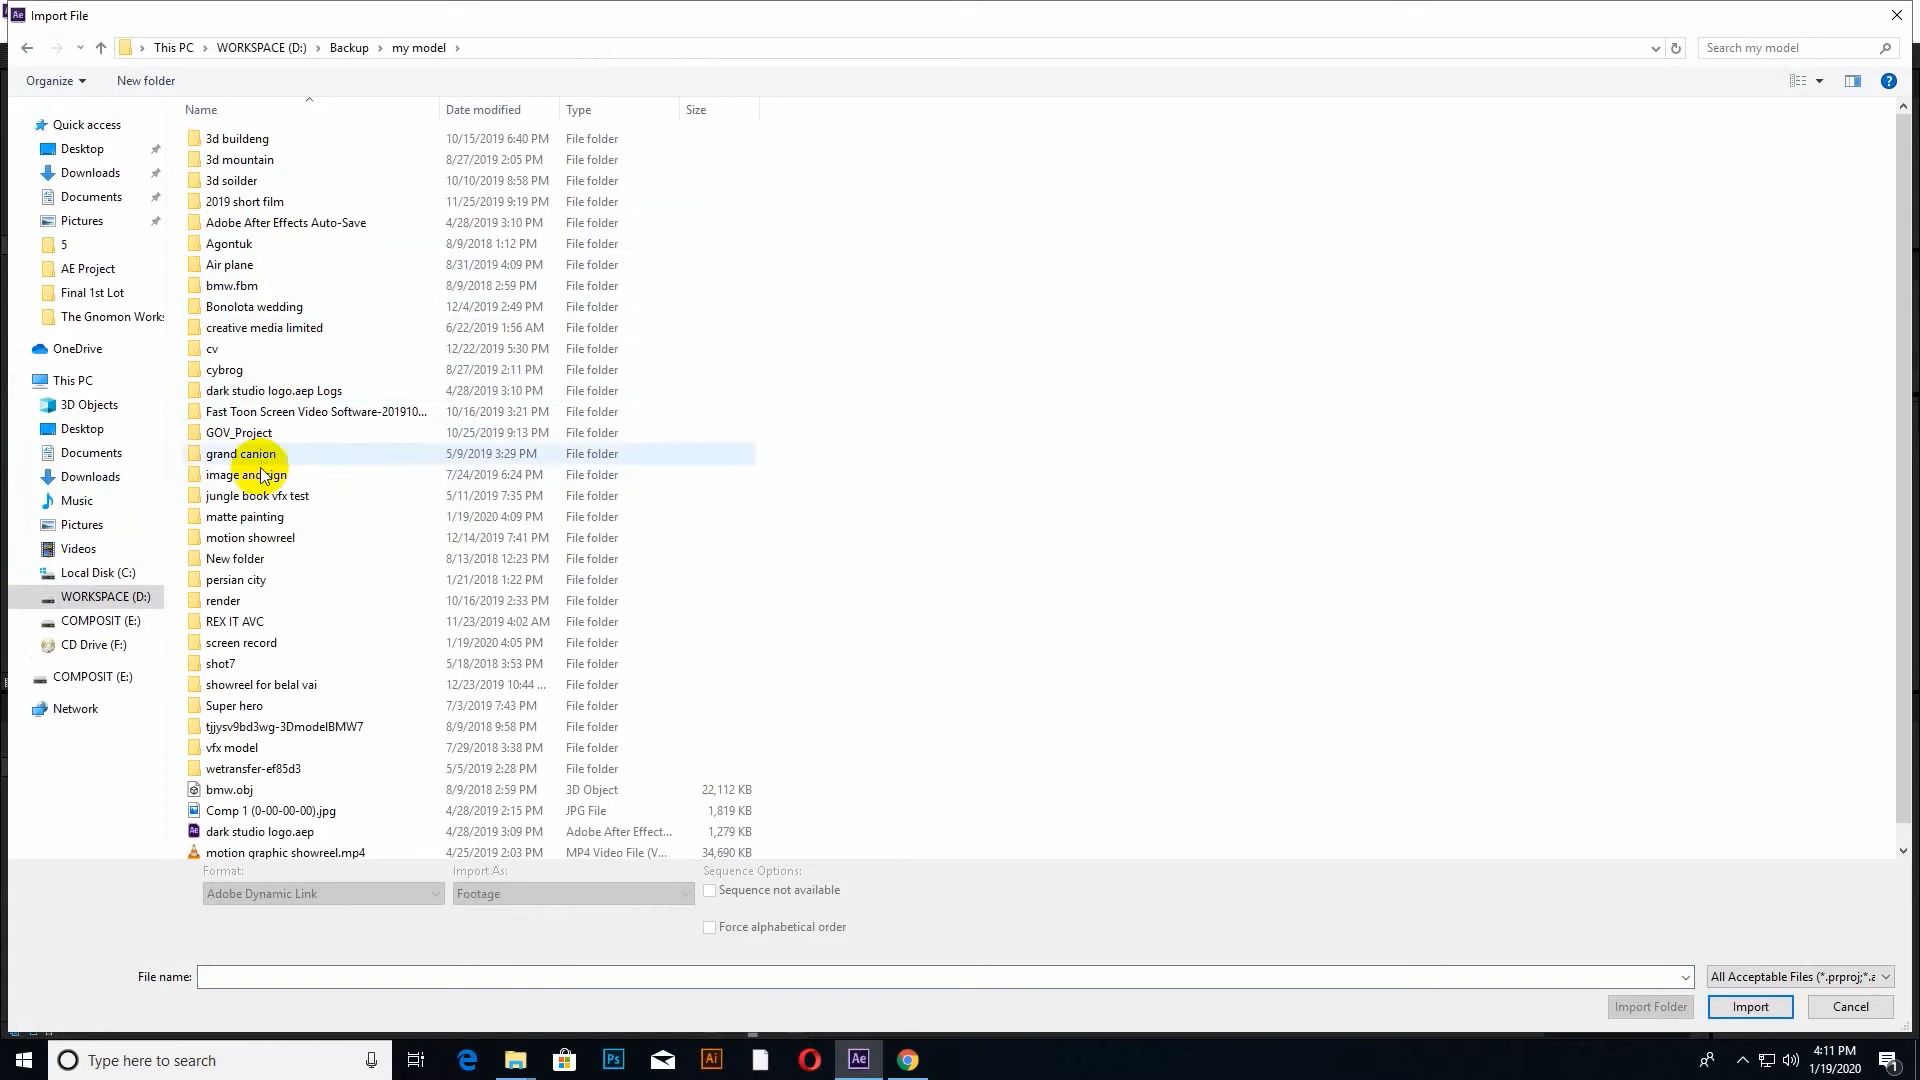 Ae Import File
This PC > WORKSPACE (D:) > Backup > my model >
Search my model
Organize New folder
Name Date modified Type Size
Quick access
Desktop
Downloads
Documents
Pictures
5
AE Project
Final 1st Lot
The Gnomon Works
OneDrive
This PC
3D Objects
Desktop
Documents
Downloads
Music
Pictures
Videos
Local Disk (C:)
WORKSPACE (D:)
COMPOSIT (E:)
CD Drive (F:)
COMPOSIT (E:)
Network
3d buildeng 10/15/2019 6:40 PM File folder
3d mountain 8/27/2019 2:05 PM File folder
3d soilder 10/10/2019 8:58 PM File folder
2019 short film 11/25/2019 9:19 PM File folder
Adobe After Effects Auto-Save 4/28/2019 3:10 PM File folder
Agontuk 8/9/2018 1:12 PM File folder
Air plane 8/31/2019 4:09 PM File folder
bmw.fbm 8/9/2018 2:59 PM File folder
Bonolota wedding 12/4/2019 2:49 PM File folder
creative media limited 6/22/2019 1:56 AM File folder
cv 12/22/2019 5:30 PM File folder
cybrog 8/27/2019 2:11 PM File folder
dark studio logo.aep Logs 4/28/2019 3:10 PM File folder
Fast Toon Screen Video Software-201910... 10/16/2019 3:21 PM File folder
GOV_Project 10/25/2019 9:13 PM File folder
grand canion 5/9/2019 3:29 PM File folder
image and sign 7/24/2019 6:24 PM File folder
jungle book vfx test 5/11/2019 7:35 PM File folder
matte painting 1/19/2020 4:09 PM File folder
motion showreel 12/14/2019 7:41 PM File folder
New folder 8/13/2018 12:23 PM File folder
persian city 1/21/2018 1:22 PM File folder
render 10/16/2019 2:33 PM File folder
REX IT AVC 11/23/2019 4:02 AM File folder
screen record 1/19/2020 4:05 PM File folder
shot7 5/18/2018 3:53 PM File folder
showreel for belal vai 12/23/2019 10:44 ... File folder
Super hero 7/3/2019 7:43 PM File folder
tjjysv9bd3wg-3DmodelBMW7 8/9/2018 9:58 PM File folder
vfx model 7/29/2018 3:38 PM File folder
wetransfer-ef85d3 5/5/2019 2:28 PM File folder
bmw.obj 8/9/2018 2:59 PM 3D Object 22,112 KB
Comp 1 (0-00-00-00).jpg 4/28/2019 2:15 PM JPG File 1,819 KB
dark studio logo.aep 4/28/2019 3:09 PM Adobe After Effect... 1,279 KB
motion graphic showreel.mp4 4/25/2019 2:03 PM MP4 Video File (V... 34,690 KB
Format: Import As: Sequence Options:
Adobe Dynamic Link Footage Sequence not available
Force alphabetical order
File name: All Acceptable Files (*.prproj;*.a
Import Folder Import Cancel
Type here to search Ps Ai Ae
4:11 PM
1/19/2020
1